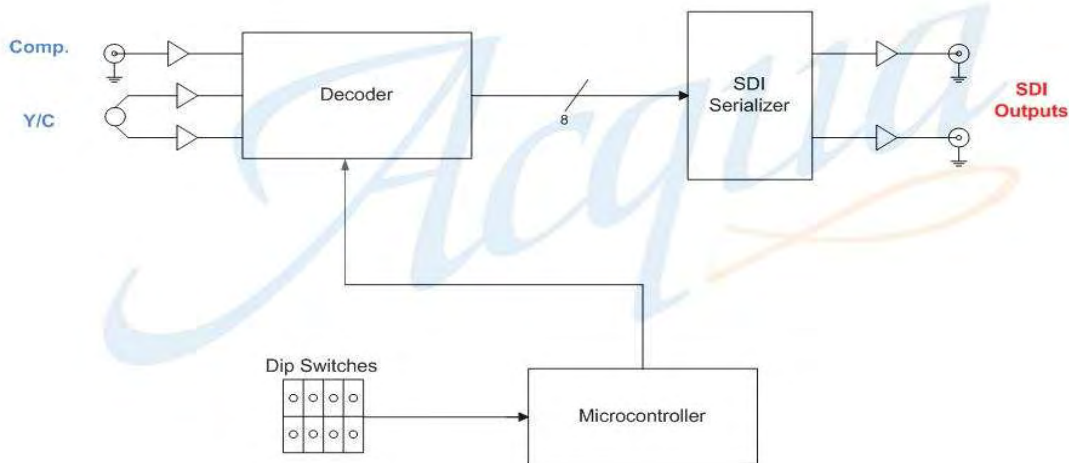 Comp.
Y/C
Decoder
8
SDI
Serializer
SDI
Outputs
Acqua
Dip Switches
Microcontroller